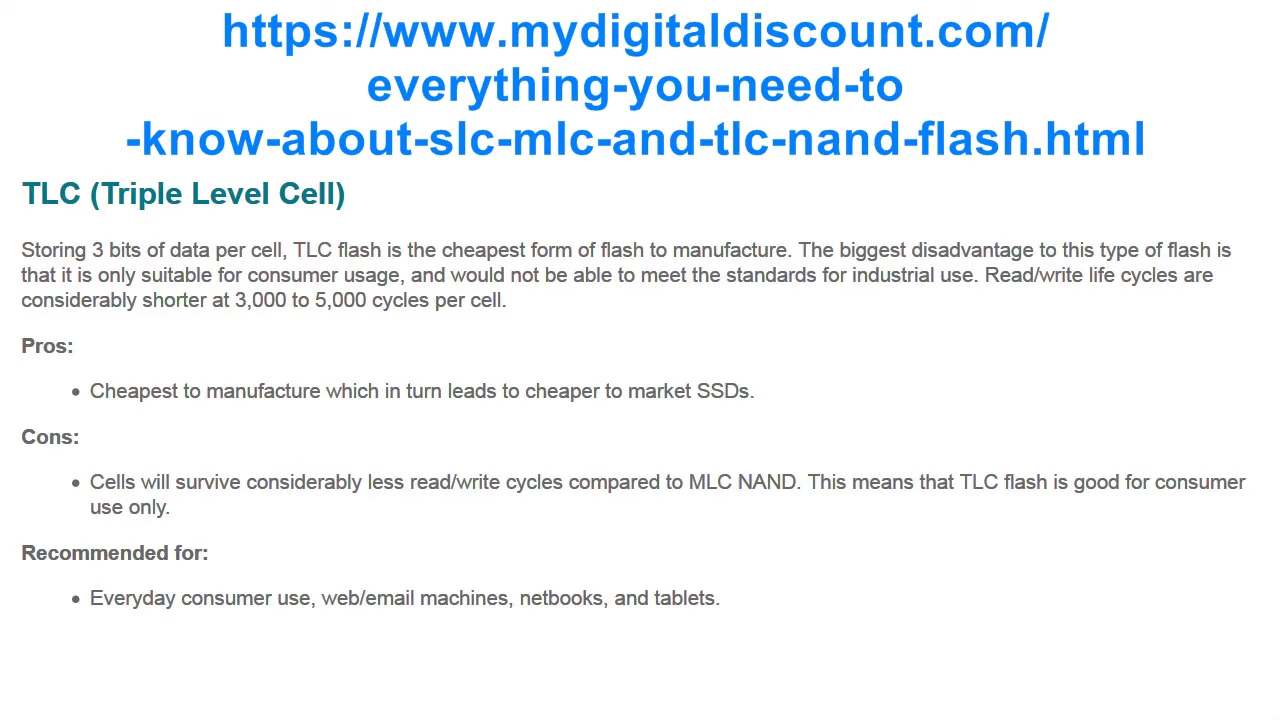 https://www.mydigitaldiscount.com/
everything-you-need-to
-know-about-slc-mlc-and-tlc-nand-flash.html
TLC (Triple Level Cell)
Storing 3 bits of data per cell, TLC flash is the cheapest form of flash to manufacture. The biggest disadvantage to this type of flash is
that it is only suitable for consumer usage, and would not be able to meet the standards for industrial use. Read/write life cycles are
considerably shorter at 3,000 to 5,000 cycles per cell.
Pros:
• Cheapest to manufacture which in turn leads to cheaper to market SSDs.
Cons:
• Cells will survive considerably less read/write cycles compared to MLC NAND. This means that TLC flash is good for consumer
use only.
Recommended for:
• Everyday consumer use, web/email machines, netbooks, and tablets.